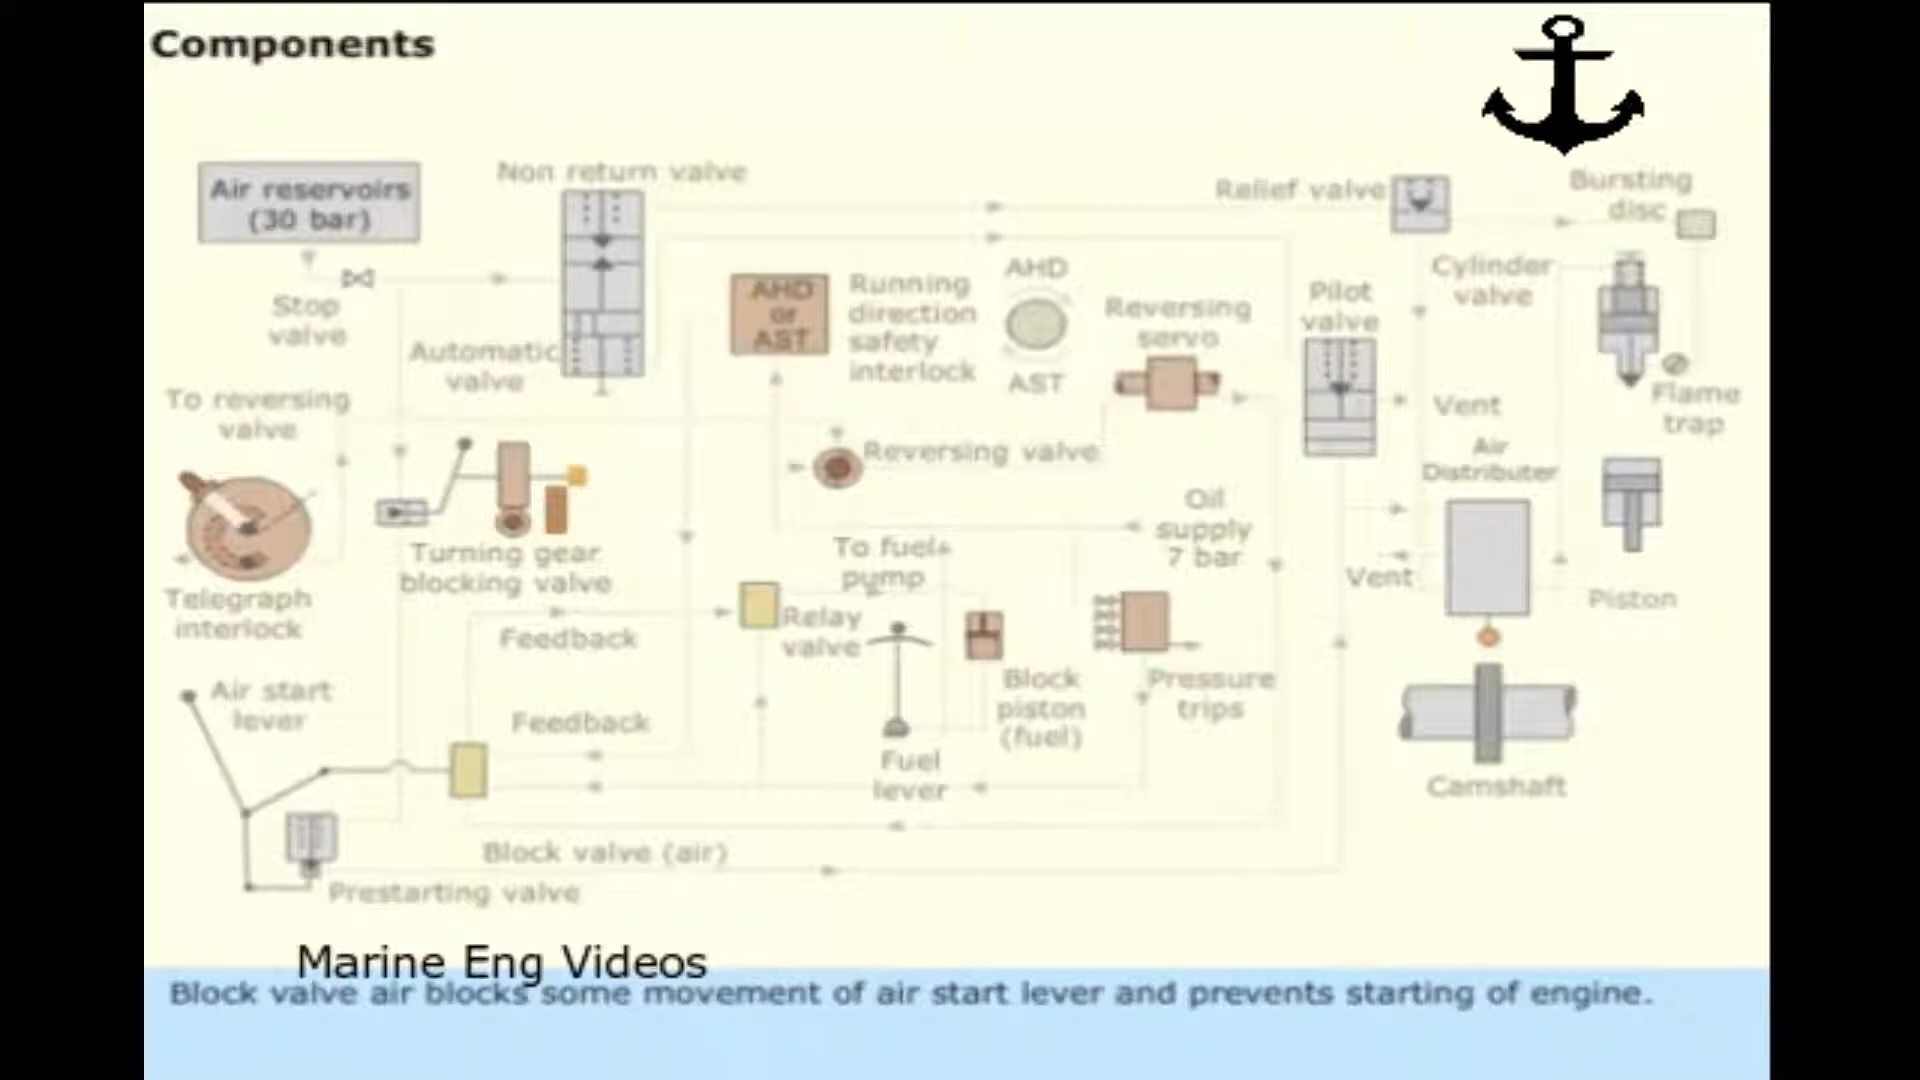 Components
Non return valve
Air reservoirs
(30 bar)
Relief valve
Bursting
disc
Stop
valve
Automatic
valve
AHD
or
AST
Running
direction
safety
interlock
AHD
AST
Reversing
servo
Pilot
valve
Cylinder
valve
Flame
trap
To reversing
valve
Reversing valve
Vent
Air
Distributer
Telegraph
interlock
Turning gear
blocking valve
To fuel
pump
Oil
supply
7 bar
Vent
Piston
Feedback
Relay
valve
Air start
lever
Feedback
Block
piston
(fuel)
Pressure
trips
Fuel
lever
Camshaft
Block valve (air)
Prestarting valve
Marine Eng Videos
Block valve air blocks some movement of air start lever and prevents starting of engine.